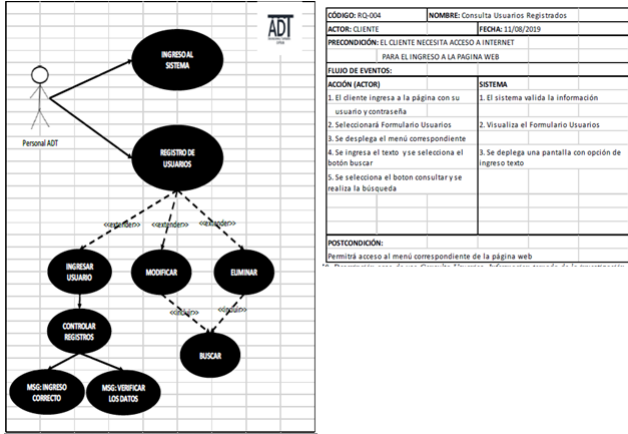 ADT
INGRESO AL
SISTEMA
Personal ADT
REGISTRO DE
USUARIOS
<<extender>>
<<extender>>
<<extender>>
INGRESAR
USUARIO
MODIFICAR
ELIMINAR
CONTROLAR
REGISTROS
<<incluir>>
<<incluir>>
BUSCAR
MSG: INGRESO
CORRECTO
MSG: VERIFICAR
LOS DATOS
CÓDIGO: RQ-004 NOMBRE: Consulta Usuarios Registrados
ACTOR: CLIENTE FECHA: 11/08/2019
PRECONDICIÓN: EL CLIENTE NECESITA ACCESO A INTERNET
PARA EL INGRESO A LA PAGINA WEB
FLUJO DE EVENTOS:
ACCIÓN (ACTOR) SISTEMA
1. El cliente ingresa a la página con su
usuario y contraseña
1. El sistema valida la información
2. Seleccionará Formulario Usuarios
2. Visualiza el Formulario Usuarios
3. Se desplega el menú correspondiente
4. Se ingresa el texto y se selecciona el
botón buscar
3. Se deplega una pantalla con opción de
ingreso texto
5. Se selecciona el boton consultar y se
realiza la búsqueda
POSTCONDICIÓN:
Permitrá acceso al menú correspondiente de la página web